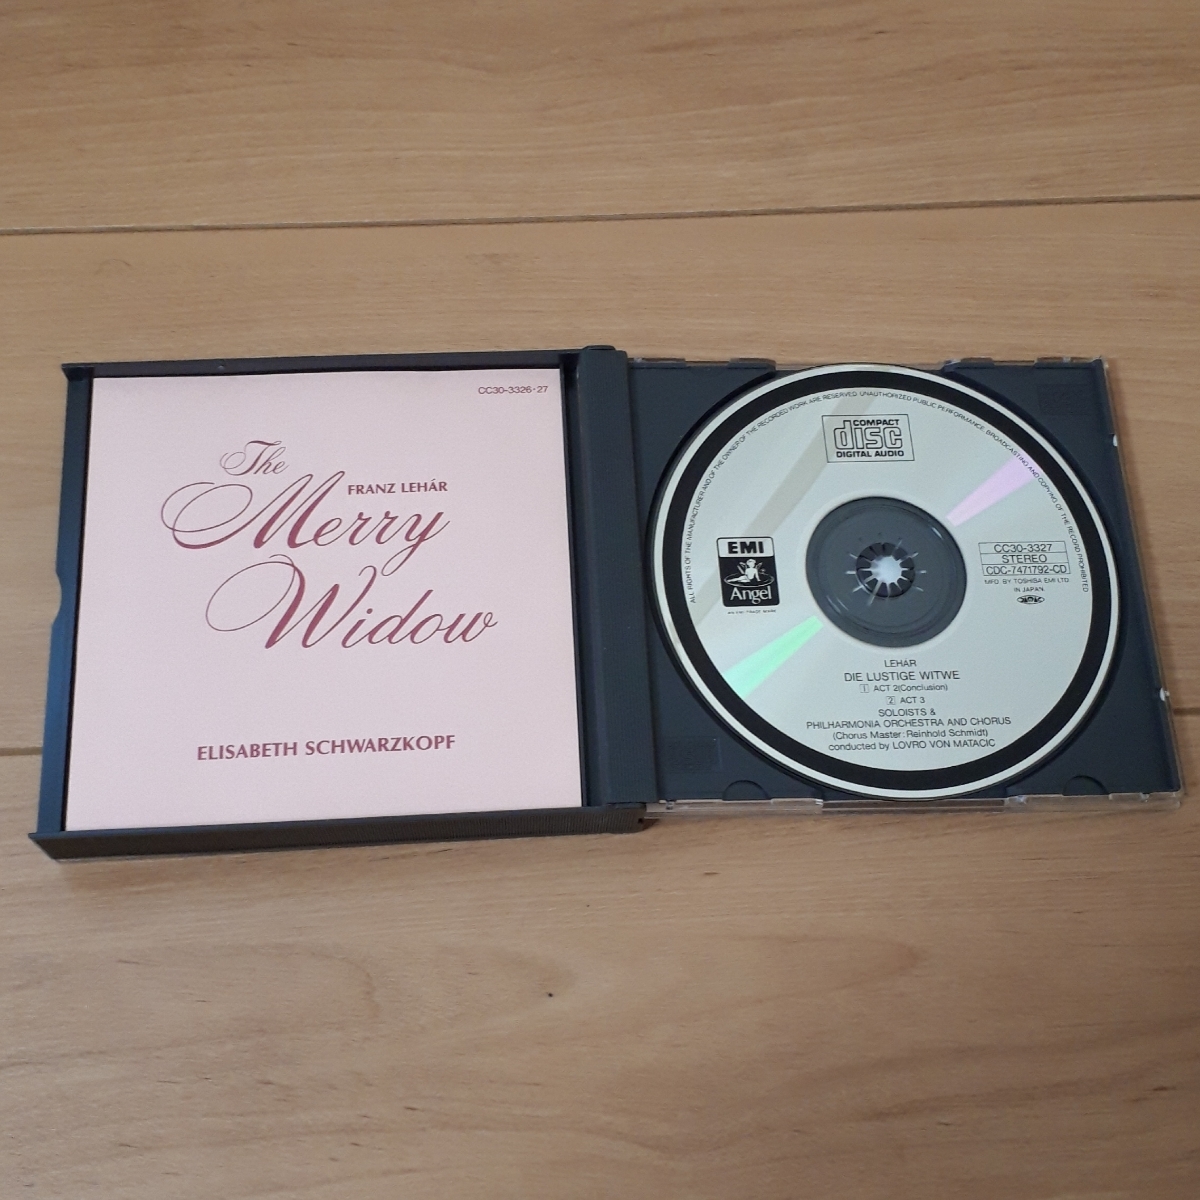 CC30-3326・27
The
FRANZ LEHÁR
Merry
Widow
ELISABETH SCHWARZKOPF
ALL RIGHTS OF THE MANUFACTURER AND OF THE OWNER OF THE RECORDED WORK ARE RESERVED. UNAUTHORIZED PUBLIC PERFORMANCE, BROADCASTING AND COPYING OF THE RECORD PROHIBITED
COMPACT
disc
DIGITAL AUDIO
EMI
Angel
CC30-3327
STEREO
CDC-7471792-CD
MFD. BY TOSHIBA EMI LTD
IN JAPAN.
LEHÁR
DIE LUSTIGE WITWE
1 ACT 2(Conclusion)
2 ACT 3
SOLOISTS &
PHILHARMONIA ORCHESTRA AND CHORUS
(Chorus Master: Reinhold Schmidt)
conducted by LOVRO VON MATACIC